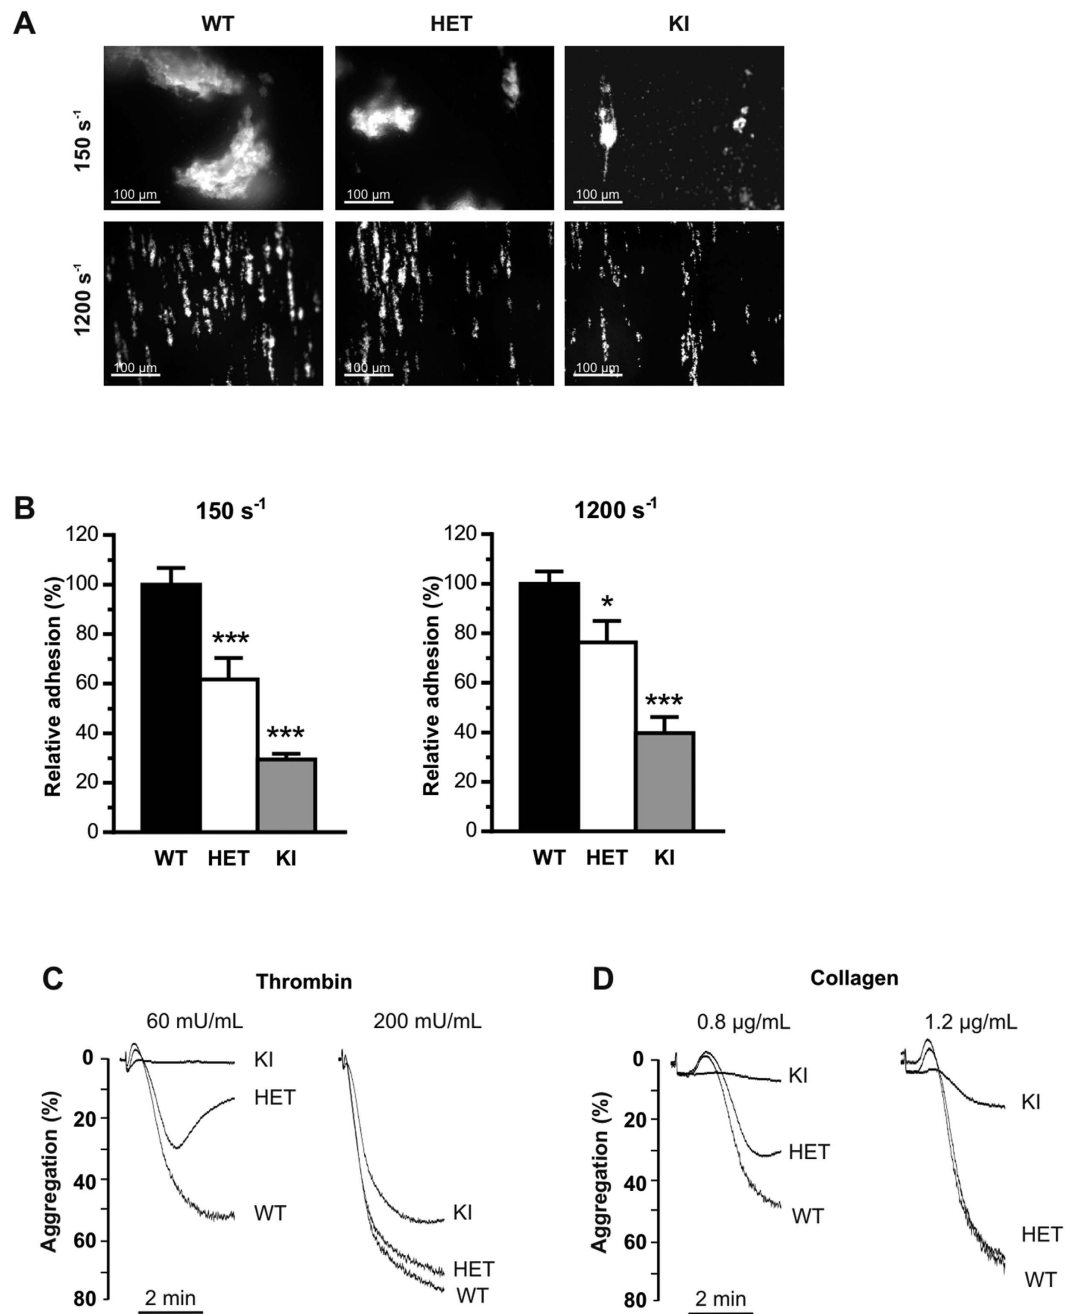 A
WT HET KI
150 s-1
100 µm 100 µm 100 µm
1200 s-1
100 µm 100 µm 100 µm
B
150 s-1
Relative adhesion (%)
120
100
80
60
40
20
0
*** ***
WT HET KI
1200 s-1
Relative adhesion (%)
120
100
80
60
40
20
0
* ***
WT HET KI
C
Thrombin
60 mU/mL 200 mU/mL
Aggregation (%)
0
20
40
60
80
KI
HET
WT
KI
HET
WT
2 min
D
Collagen
0.8 µg/mL 1.2 µg/mL
Aggregation (%)
0
20
40
60
80
KI
HET
WT
KI
HET
WT
2 min